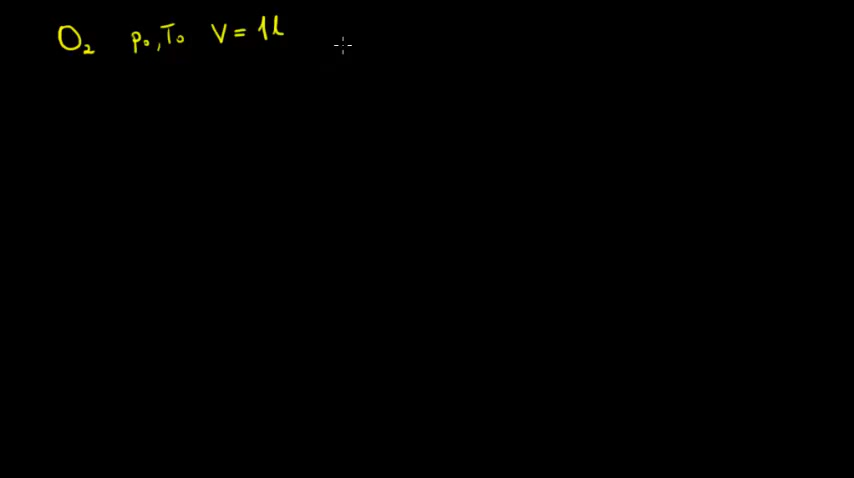 O₂ p₀, T₀ V = 1l